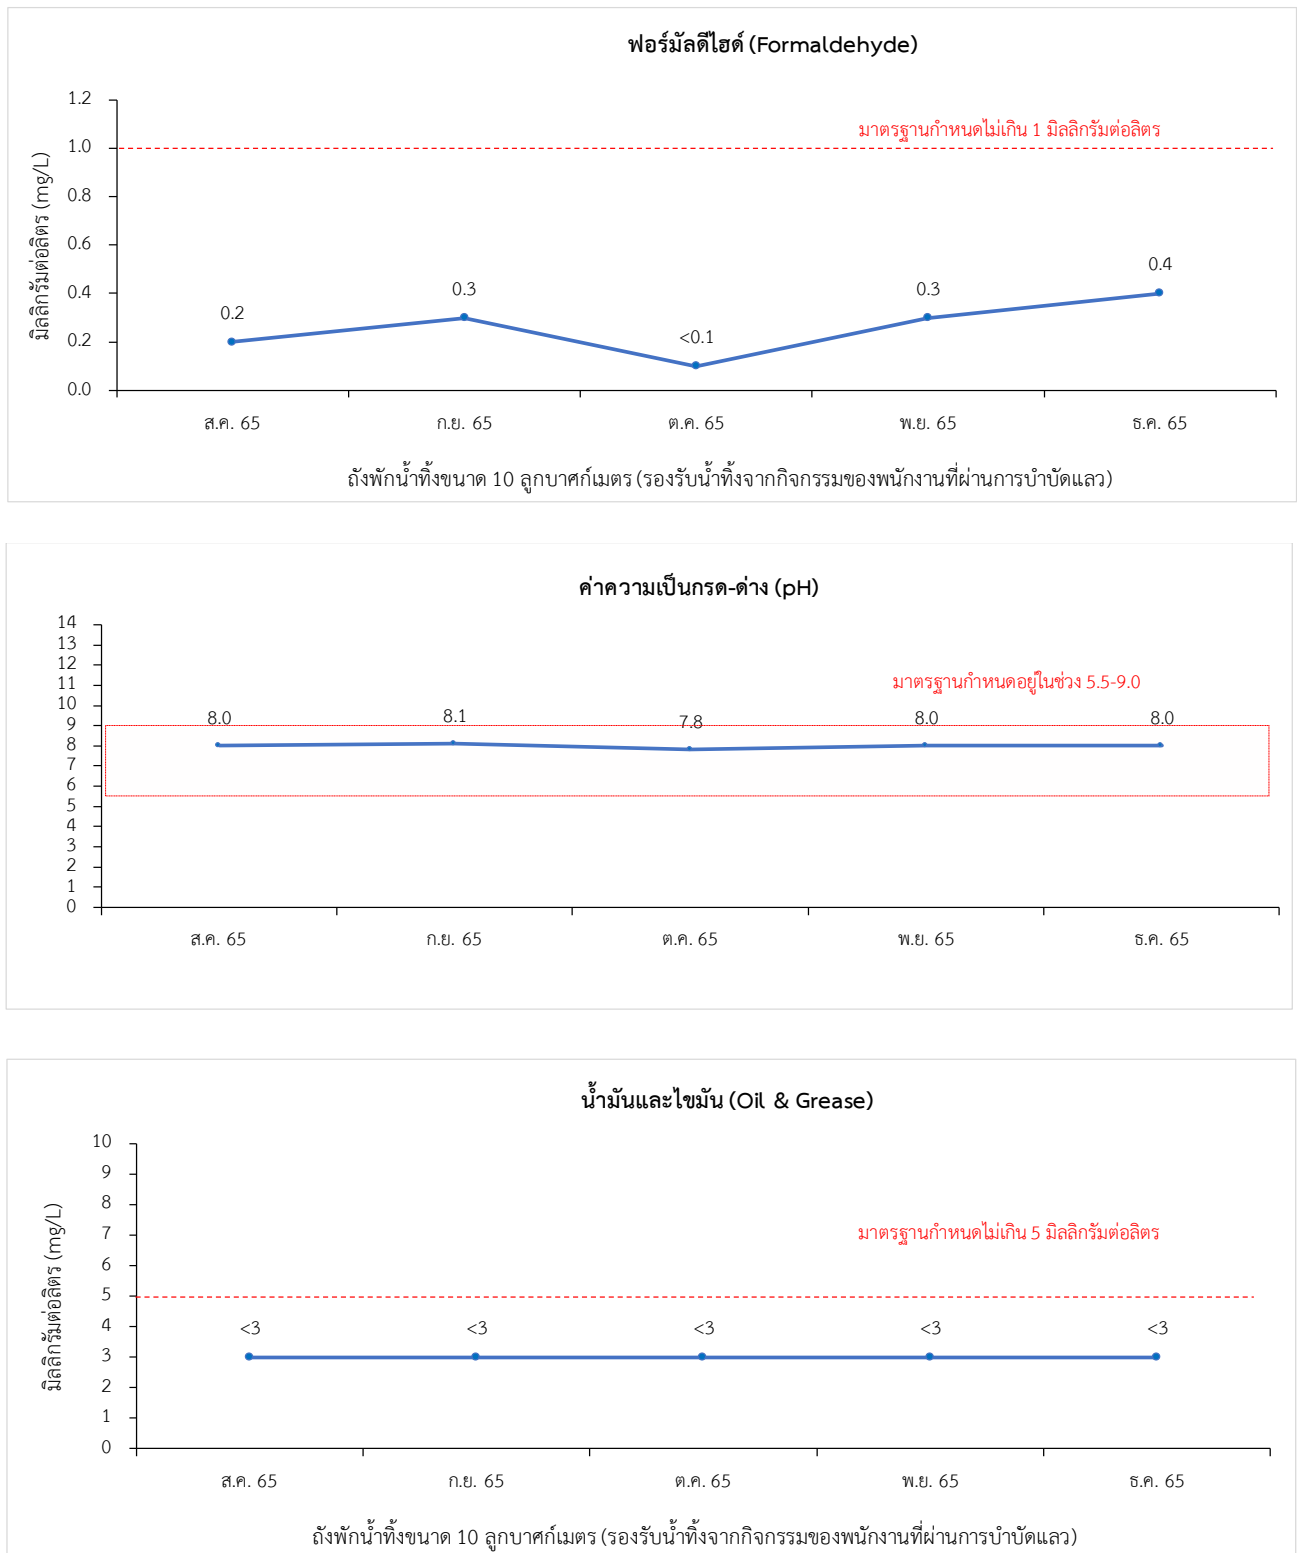 ฟอร์มัลดีไฮด์ (Formaldehyde)
มิลลิกรัมต่อลิตร (mg/L)
1.2
1.0
0.8
0.6
0.4
0.2
0.0
มาตรฐานกำหนดไม่เกิน 1 มิลลิกรัมต่อลิตร
0.2 0.3 <0.1 0.3 0.4
ส.ค. 65 ก.ย. 65 ต.ค. 65 พ.ย. 65 ธ.ค. 65
ถังพักน้ำทิ้งขนาด 10 ลูกบาศก์เมตร (รองรับน้ำทิ้งจากกิจกรรมของพนักงานที่ผ่านการบำบัดแลว)
ค่าความเป็นกรด-ด่าง (pH)
14
13
12
11
10
9
8
7
6
5
4
3
2
1
0
มาตรฐานกำหนดอยู่ในช่วง 5.5-9.0
8.0 8.1 7.8 8.0 8.0
ส.ค. 65 ก.ย. 65 ต.ค. 65 พ.ย. 65 ธ.ค. 65
น้ำมันและไขมัน (Oil & Grease)
มิลลิกรัมต่อลิตร (mg/L)
10
9
8
7
6
5
4
3
2
1
0
มาตรฐานกำหนดไม่เกิน 5 มิลลิกรัมต่อลิตร
<3 <3 <3 <3 <3
ส.ค. 65 ก.ย. 65 ต.ค. 65 พ.ย. 65 ธ.ค. 65
ถังพักน้ำทิ้งขนาด 10 ลูกบาศก์เมตร (รองรับน้ำทิ้งจากกิจกรรมของพนักงานที่ผ่านการบำบัดแลว)